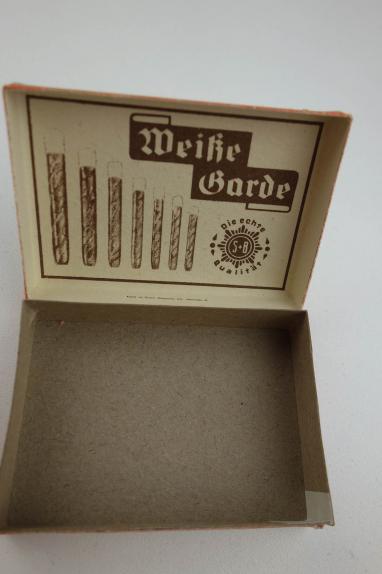 Weiße
Garde
Die echte
S+B
Qualität